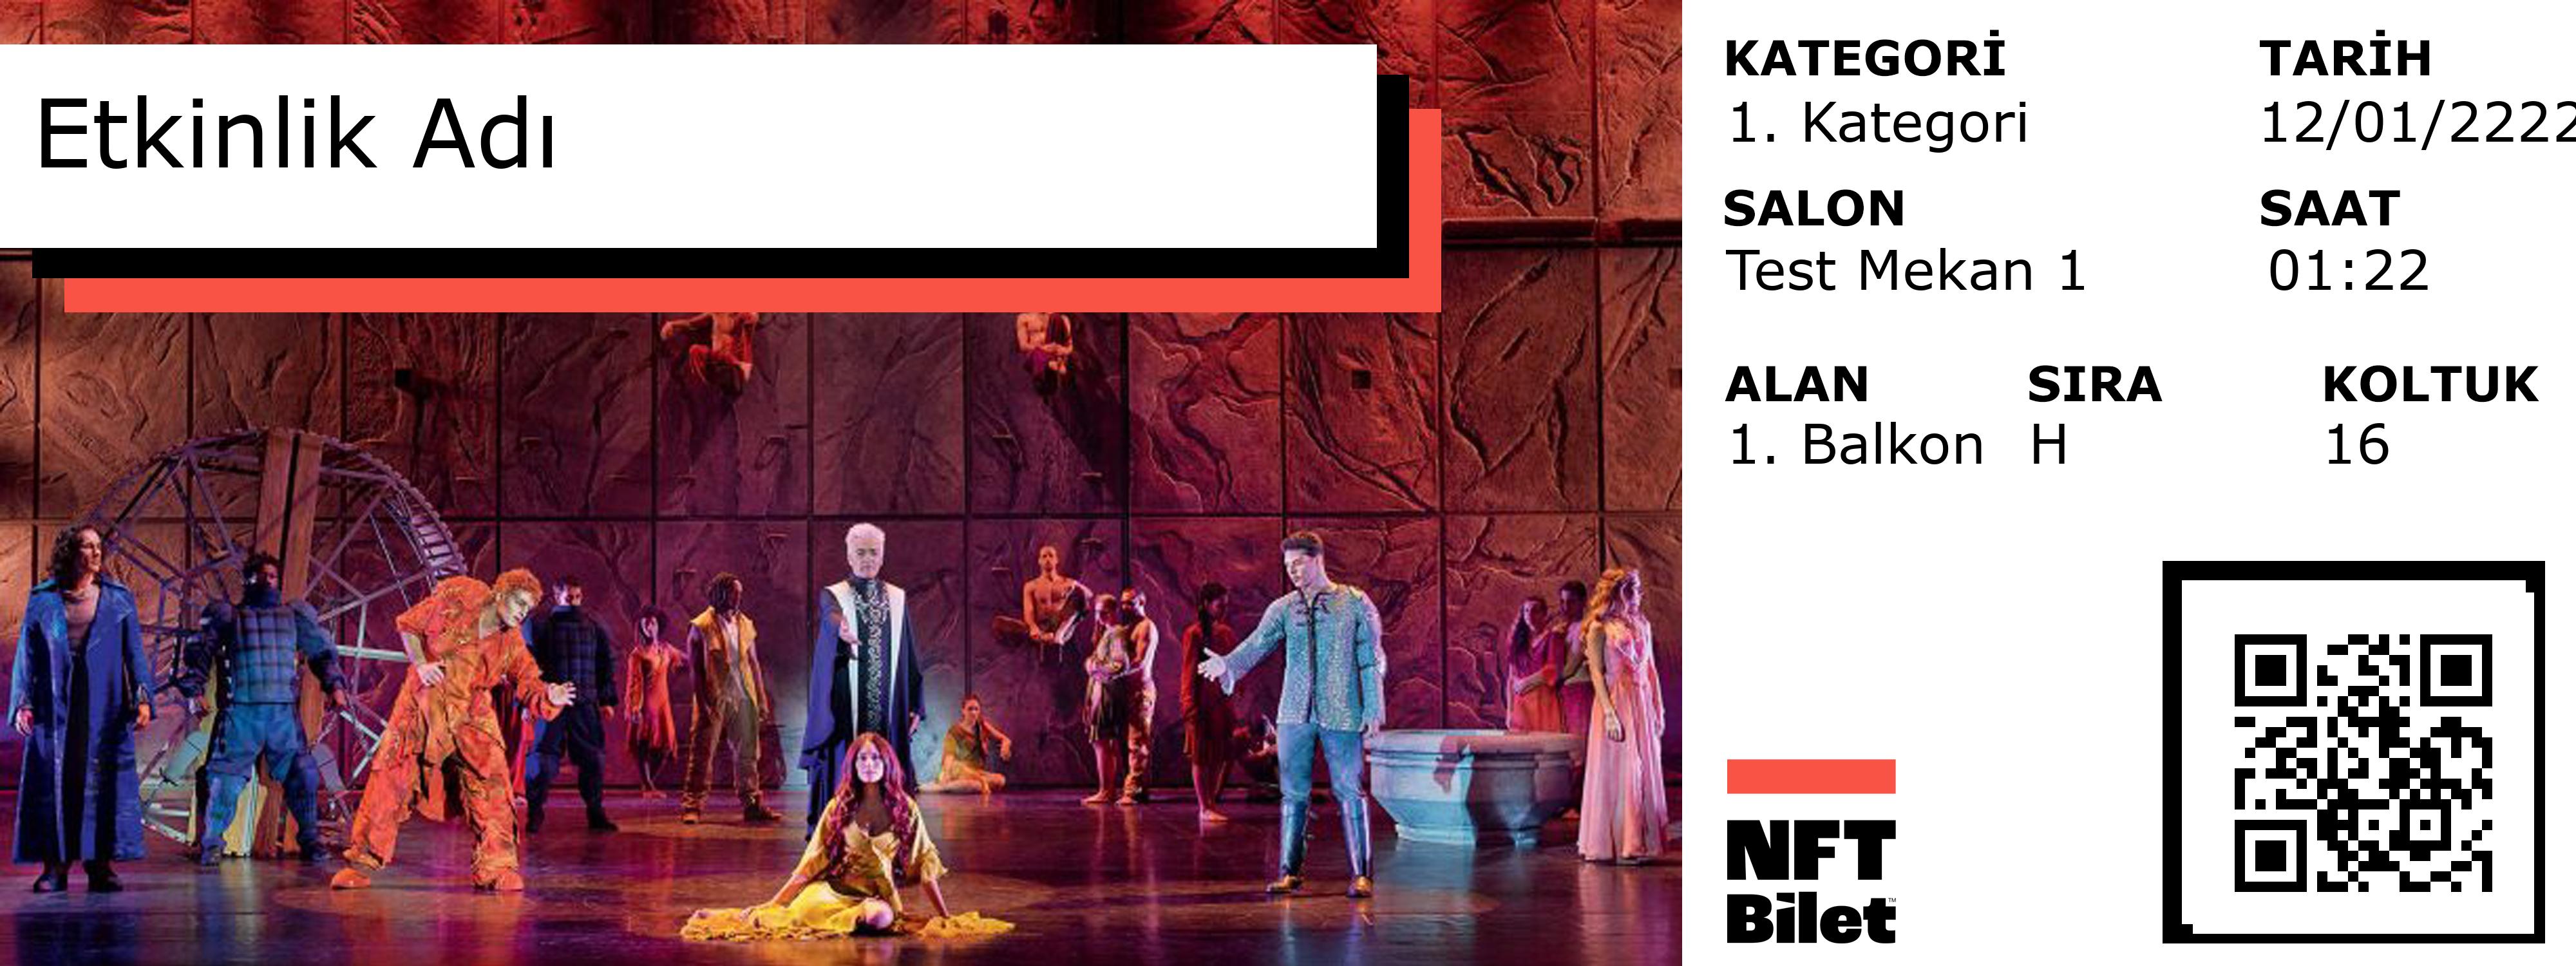 Etkinlik Adı
KATEGORİ
1. Kategori
TARİH
12/01/2222
SALON
Test Mekan 1
SAAT
01:22
ALAN
1. Balkon
SIRA
H
KOLTUK
16
NFT
Bilet™